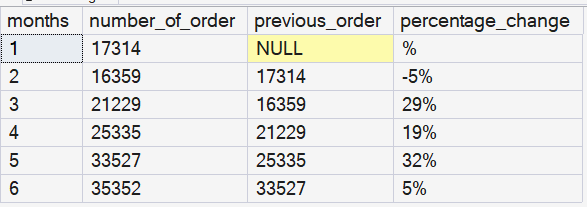 months number_of_order previous_order percentage_change
1 17314 NULL %
2 16359 17314 -5%
3 21229 16359 29%
4 25335 21229 19%
5 33527 25335 32%
6 35352 33527 5%